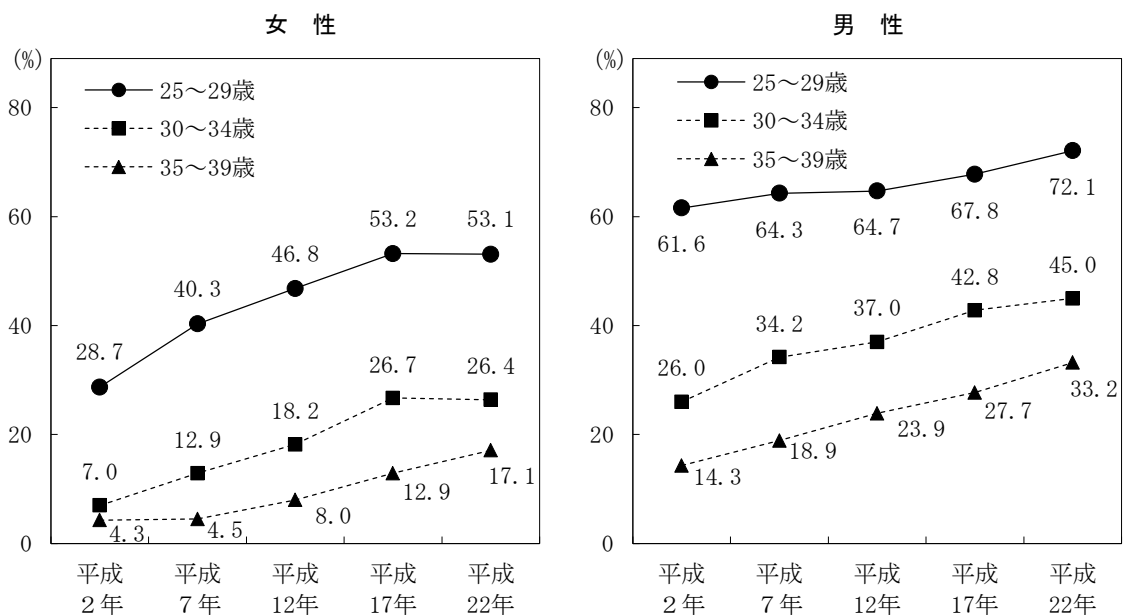 女 性
(%)
25～29歳
30～34歳
35～39歳
80
60
40
20
0
28.7
40.3
46.8
53.2
53.1
7.0
12.9
18.2
26.7
26.4
4.3
4.5
8.0
12.9
17.1
平成
2年
平成
7年
平成
12年
平成
17年
平成
22年
男 性
(%)
25～29歳
30～34歳
35～39歳
80
60
40
20
0
61.6
64.3
64.7
67.8
72.1
26.0
34.2
37.0
42.8
45.0
14.3
18.9
23.9
27.7
33.2
平成
2年
平成
7年
平成
12年
平成
17年
平成
22年